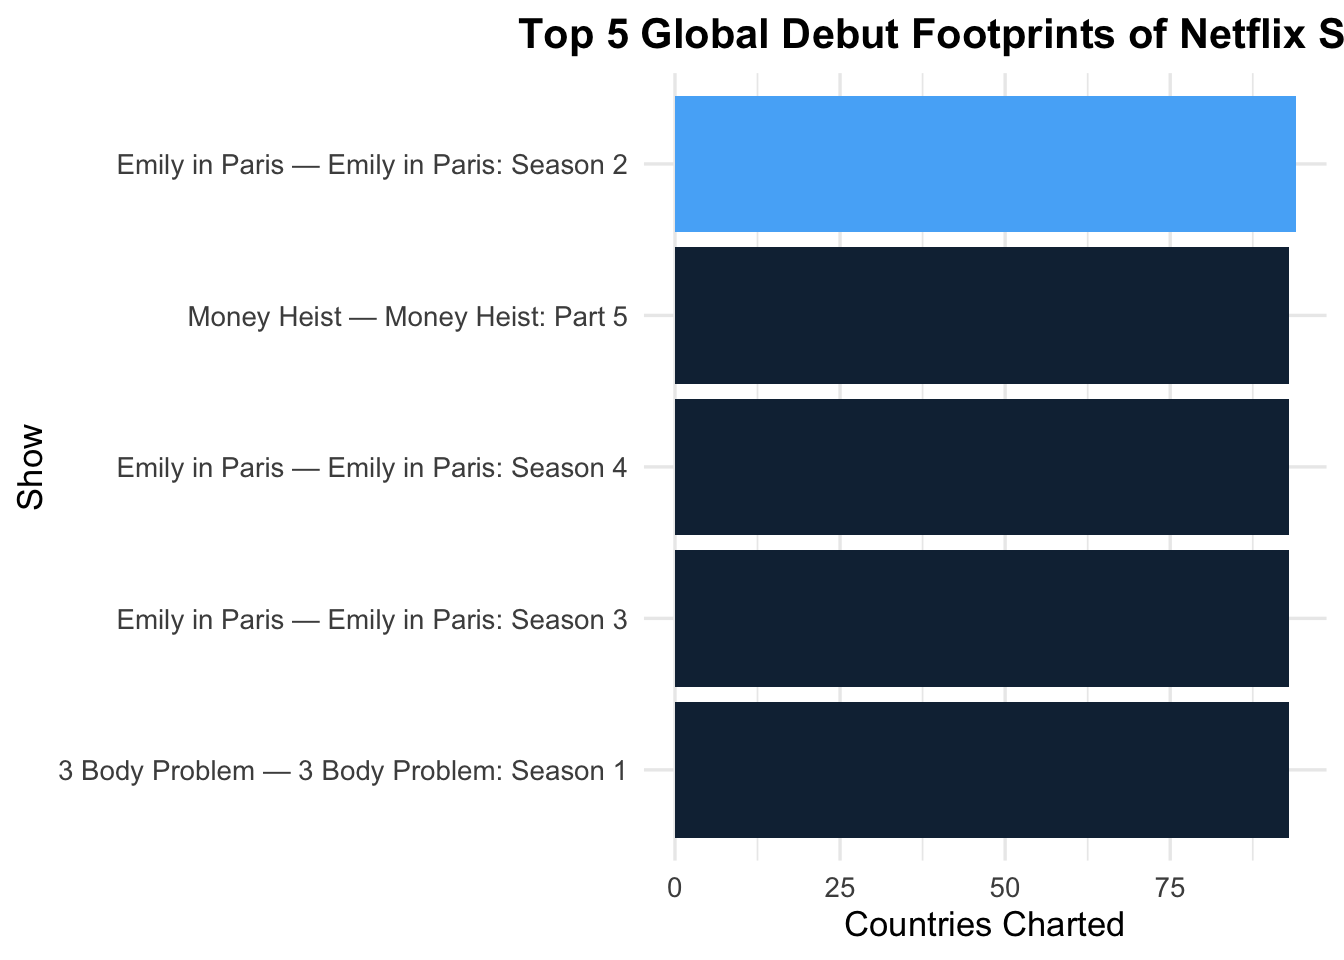 Top 5 Global Debut Footprints of Netflix S
Emily in Paris — Emily in Paris: Season 2
Money Heist — Money Heist: Part 5
Emily in Paris — Emily in Paris: Season 4
Emily in Paris — Emily in Paris: Season 3
3 Body Problem — 3 Body Problem: Season 1
Show
0 25 50 75
Countries Charted